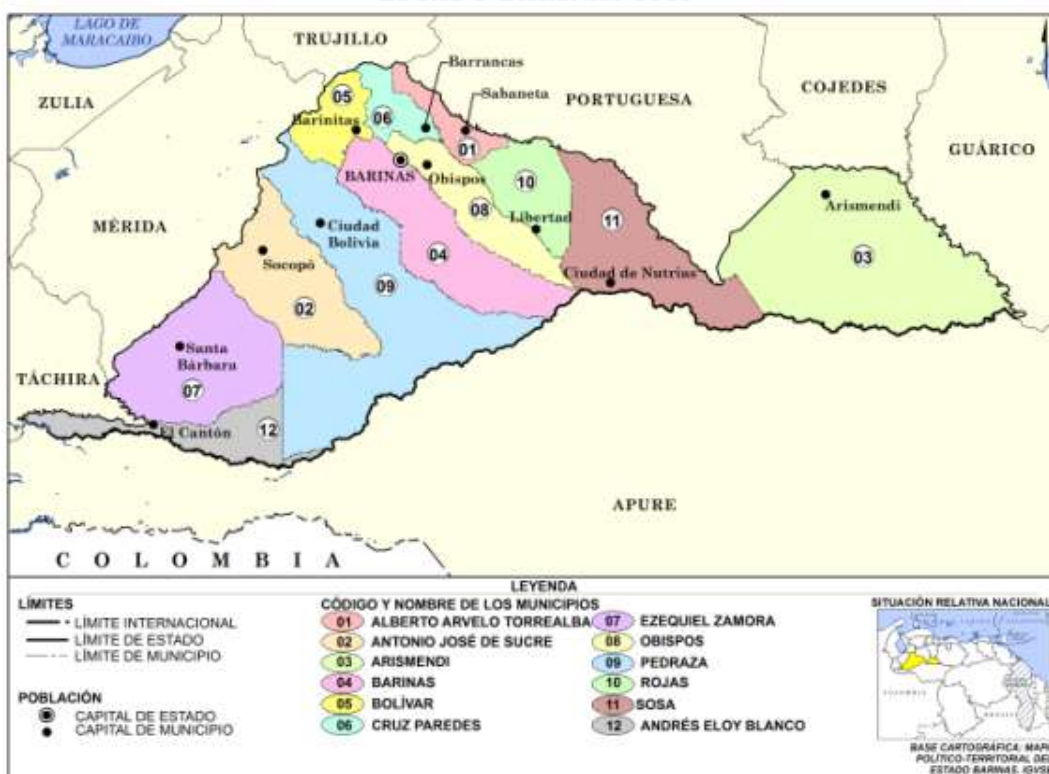 LAGO DE
MARACAIBO
TRUJILLO
ZULIA
Barrancas
Sabaneta
PORTUGUESA
COJEDES
GUÁRICO
05
Barinitas
06
01
BARINAS
Obispos
10
08
Libertad
11
Arismendi
03
MÉRIDA
Ciudad
Bolivia
Socopó
04
09
02
Ciudad de Nutrias
Santa
Bárbara
TÁCHIRA
07
El Cantón
12
APURE
COLOMBIA
LEYENDA
LÍMITES
LÍMITE INTERNACIONAL
LÍMITE DE ESTADO
LÍMITE DE MUNICIPIO
POBLACIÓN
CAPITAL DE ESTADO
CAPITAL DE MUNICIPIO
CÓDIGO Y NOMBRE DE LOS MUNICIPIOS
01 ALBERTO ARVELO TORREALBA
02 ANTONIO JOSÉ DE SUCRE
03 ARISMENDI
04 BARINAS
05 BOLÍVAR
06 CRUZ PAREDES
07 EZEQUIEL ZAMORA
08 OBISPOS
09 PEDRAZA
10 ROJAS
11 SOSA
12 ANDRÉS ELOY BLANCO
SITUACIÓN RELATIVA NACIONAL
BASE CARTOGRÁFICA: MAPA
POLÍTICO-TERRITORIAL DEL
ESTADO BARINAS. IGVSB